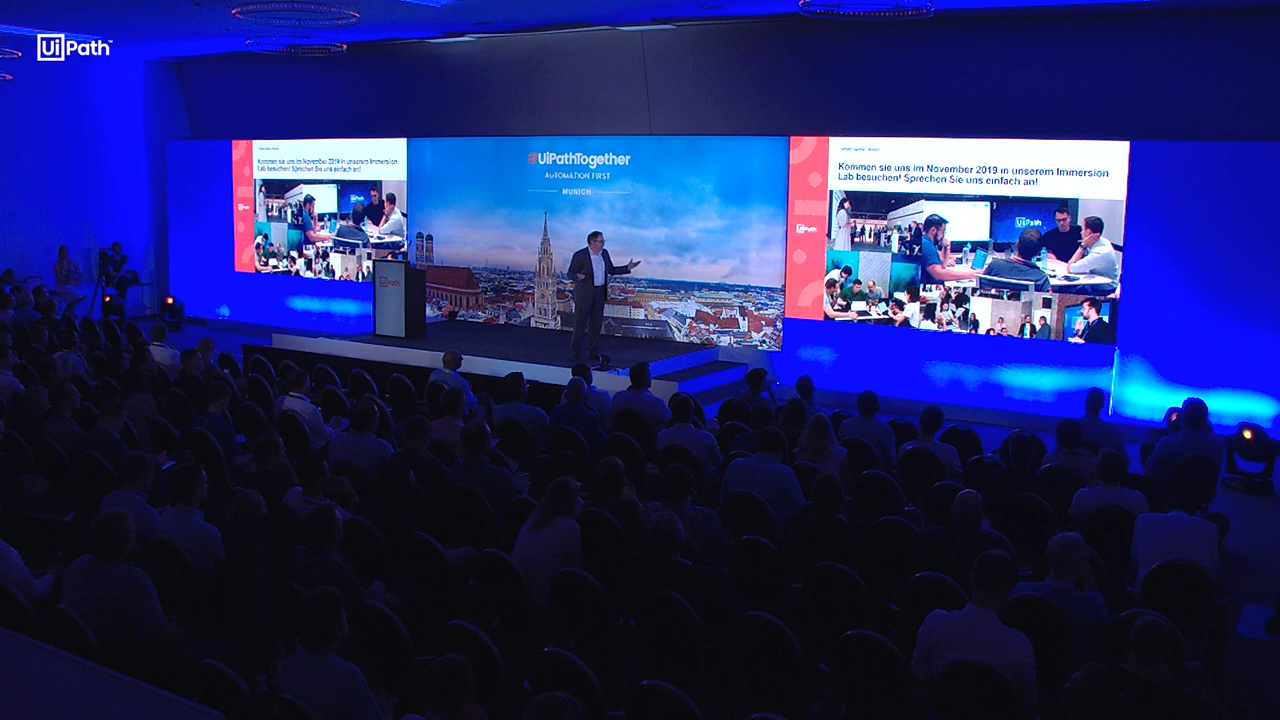 UiPath™
Kommen sie uns im November 2019 in unserem Immersion
Lab besuchen! Sprechen Sie uns einfach an!
UiPath
#UiPathTogether
AUTOMATION FIRST
MUNICH
UiPath
Kommen sie uns im November 2019 in unserem Immersion
Lab besuchen! Sprechen Sie uns einfach an!
UiPath
UiPath